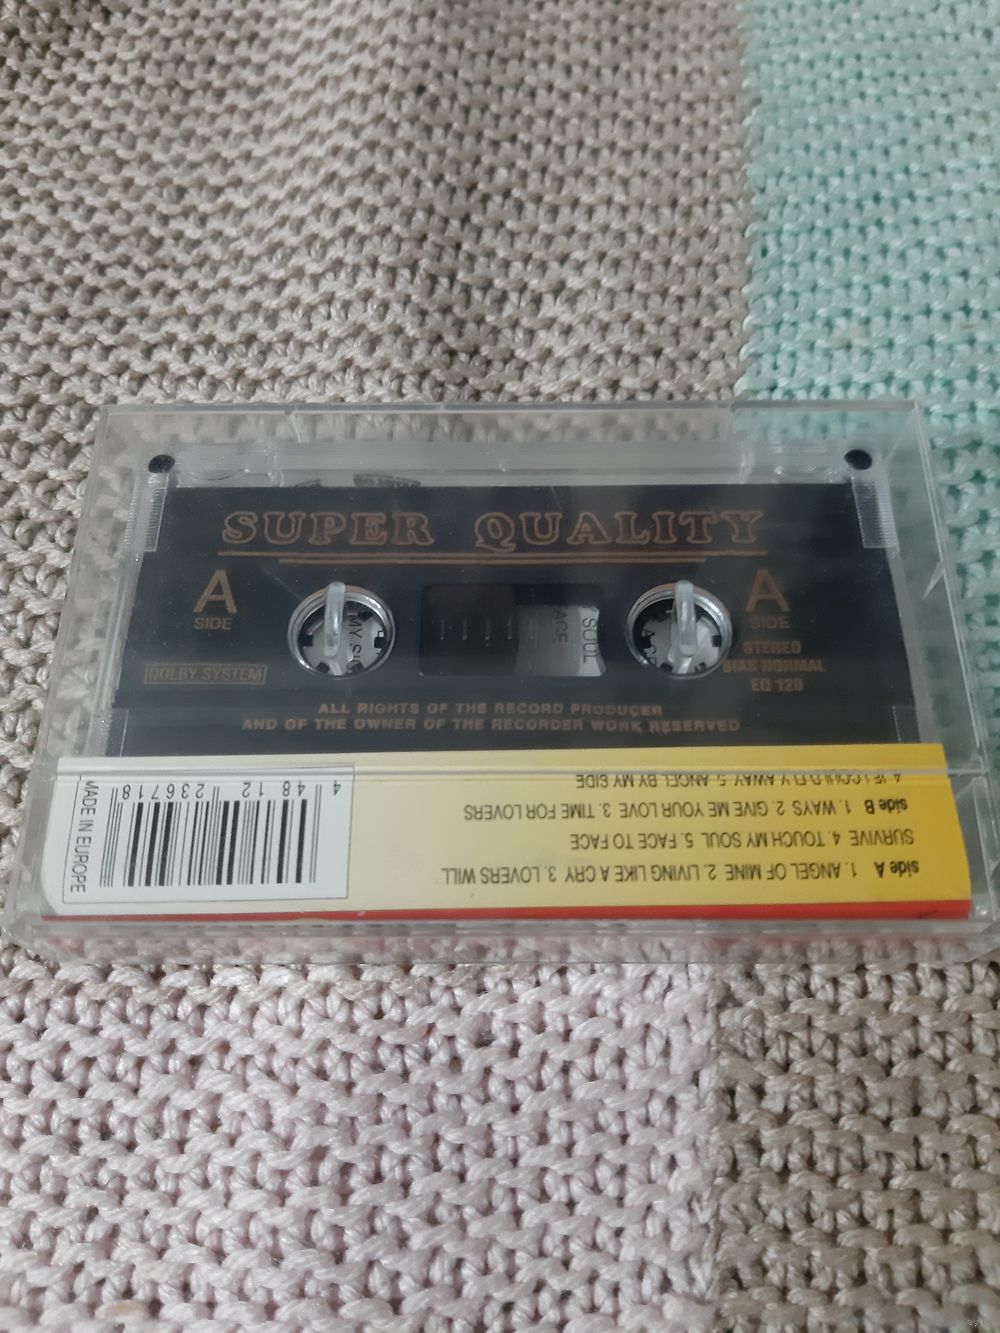 SUPER QUALITY
A
SIDE
A
SIDE
MY
ACE
SOUL
DOLBY SYSTEM
STEREO
BIAS NORMAL
EQ 120
ALL RIGHTS OF THE RECORD PRODUCER
AND OF THE OWNER OF THE RECORDER WORK RESERVED
side A 1. ANGEL OF MINE 2. LIVING LIKE A CRY 3. LOVERS WILL
SURVIVE 4. TOUCH MY SOUL 5. FACE TO FACE
side B 1. WAYS 2. GIVE ME YOUR LOVE 3. TIME FOR LOVERS
4. IF I COULD FLY AWAY 5. ANGEL BY MY SIDE
4 4812 236718
MADE IN EUROPE